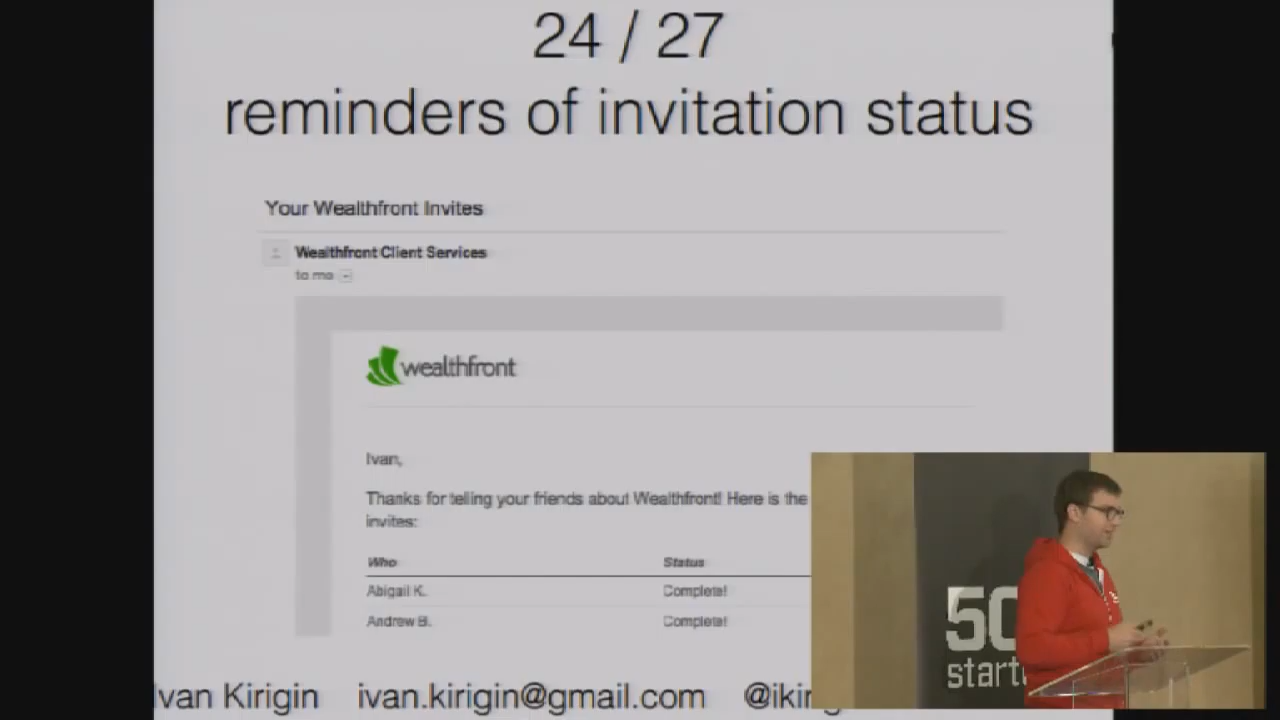 24 / 27
reminders of invitation status
Your Wealthfront Invites
Wealthfront Client Services
to me
wealthfront
Ivan,
Thanks for telling your friends about Wealthfront! Here is the
invites:
Who Status
Abigail K. Complete!
Andrew B. Complete!
Ivan Kirigin ivan.kirigin@gmail.com
50
start